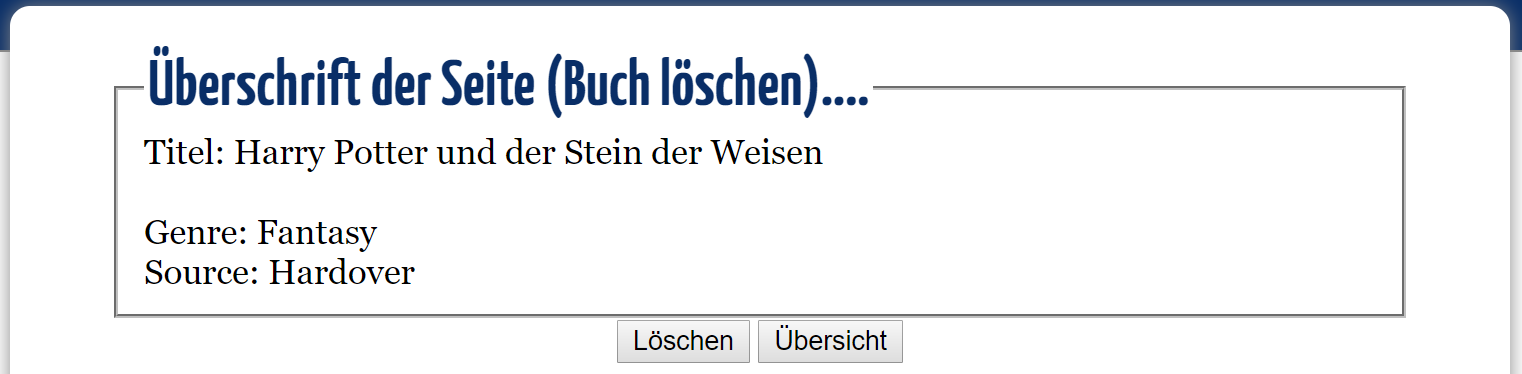 Überschrift der Seite (Buch löschen)....
Titel: Harry Potter und der Stein der Weisen
Genre: Fantasy
Source: Hardover
Löschen Übersicht